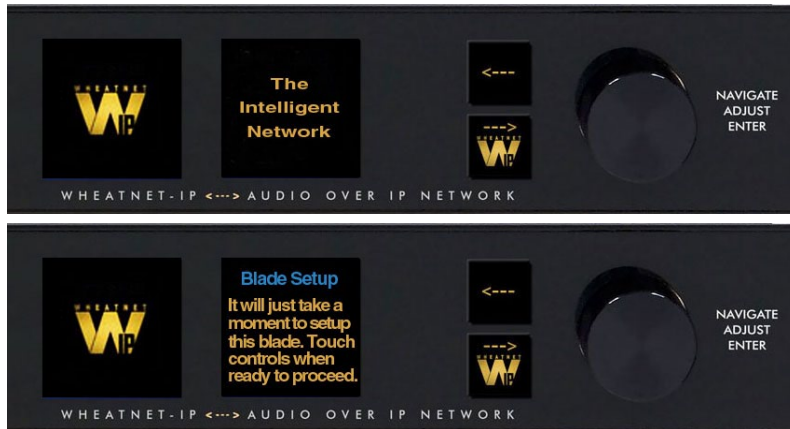 WHEATNET
W IP
The
Intelligent
Network
<---
--->
WHEATNET
W IP
NAVIGATE
ADJUST
ENTER
WHEATNET-IP <---> AUDIO OVER IP NETWORK
WHEATNET
W IP
Blade Setup
It will just take a
moment to setup
this blade. Touch
controls when
ready to proceed.
<---
--->
WHEATNET
W IP
NAVIGATE
ADJUST
ENTER
WHEATNET-IP <---> AUDIO OVER IP NETWORK